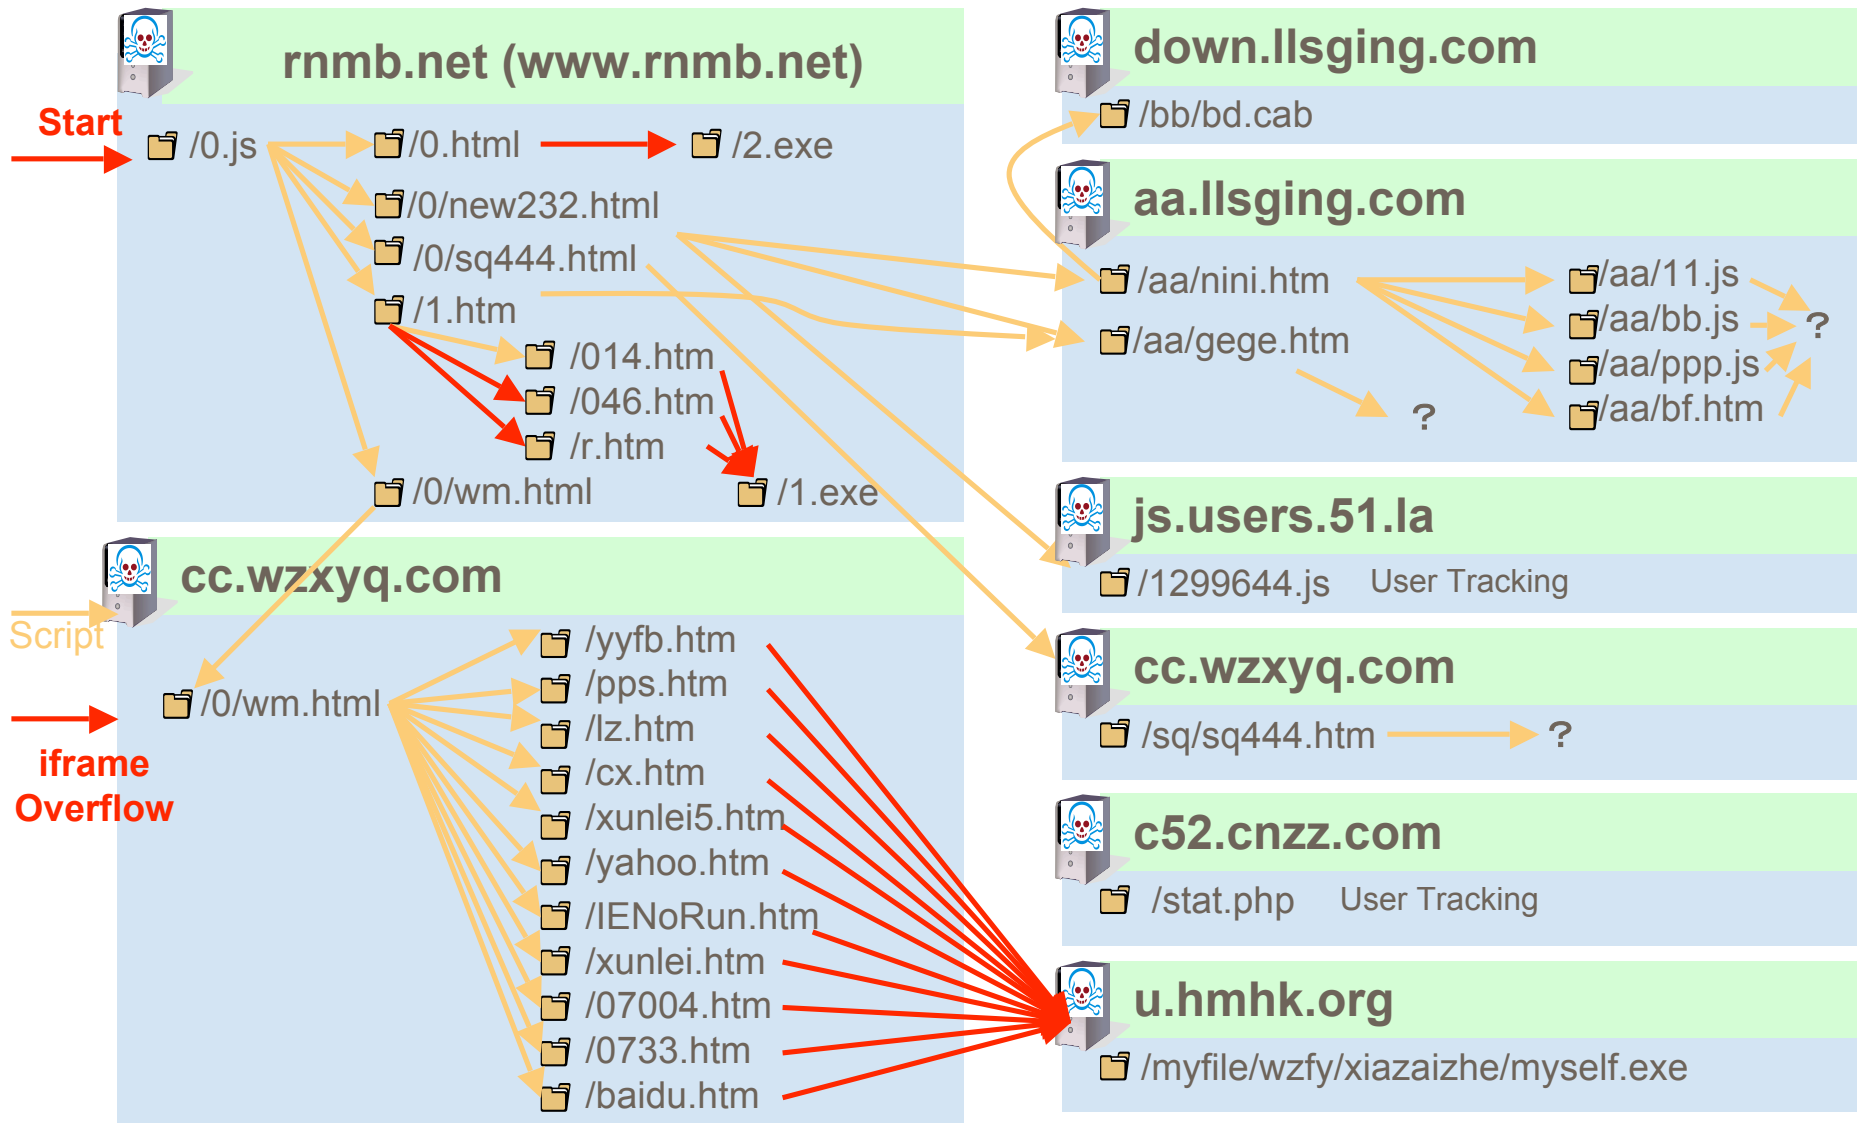 rnmb.net (www.rnmb.net)
Start
/0.js
/0.html
/2.exe
/0/new232.html
/0/sq444.html
/1.htm
/014.htm
/046.htm
/r.htm
/0/wm.html
/1.exe
cc.wzxyq.com
Script
iframe
Overflow
/0/wm.html
/yyfb.htm
/pps.htm
/lz.htm
/cx.htm
/xunlei5.htm
/yahoo.htm
/IENoRun.htm
/xunlei.htm
/07004.htm
/0733.htm
/baidu.htm
down.llsging.com
/bb/bd.cab
aa.llsging.com
/aa/nini.htm
/aa/gege.htm
?
/aa/11.js
/aa/bb.js
/aa/ppp.js
/aa/bf.htm
?
js.users.51.la
/1299644.js User Tracking
cc.wzxyq.com
/sq/sq444.htm ?
c52.cnzz.com
/stat.php User Tracking
u.hmhk.org
/myfile/wzfy/xiazaizhe/myself.exe